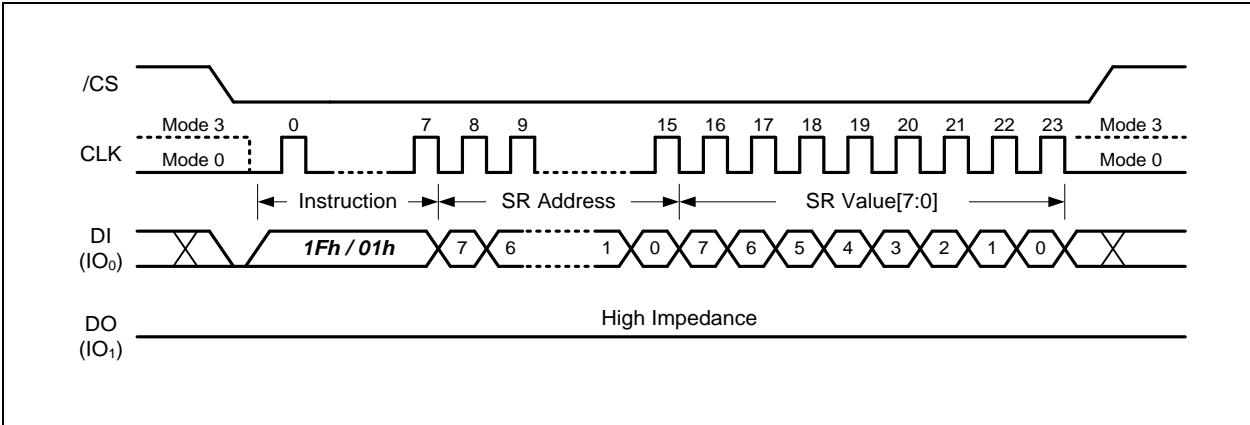 /CS
Mode 3 0 7 8 9 15 16 17 18 19 20 21 22 23 Mode 3
CLK
Mode 0 Mode 0
Instruction SR Address SR Value[7:0]
DI
(IO₀)
1Fh / 01h 7 6 1 0 7 6 5 4 3 2 1 0
High Impedance
DO
(IO₁)